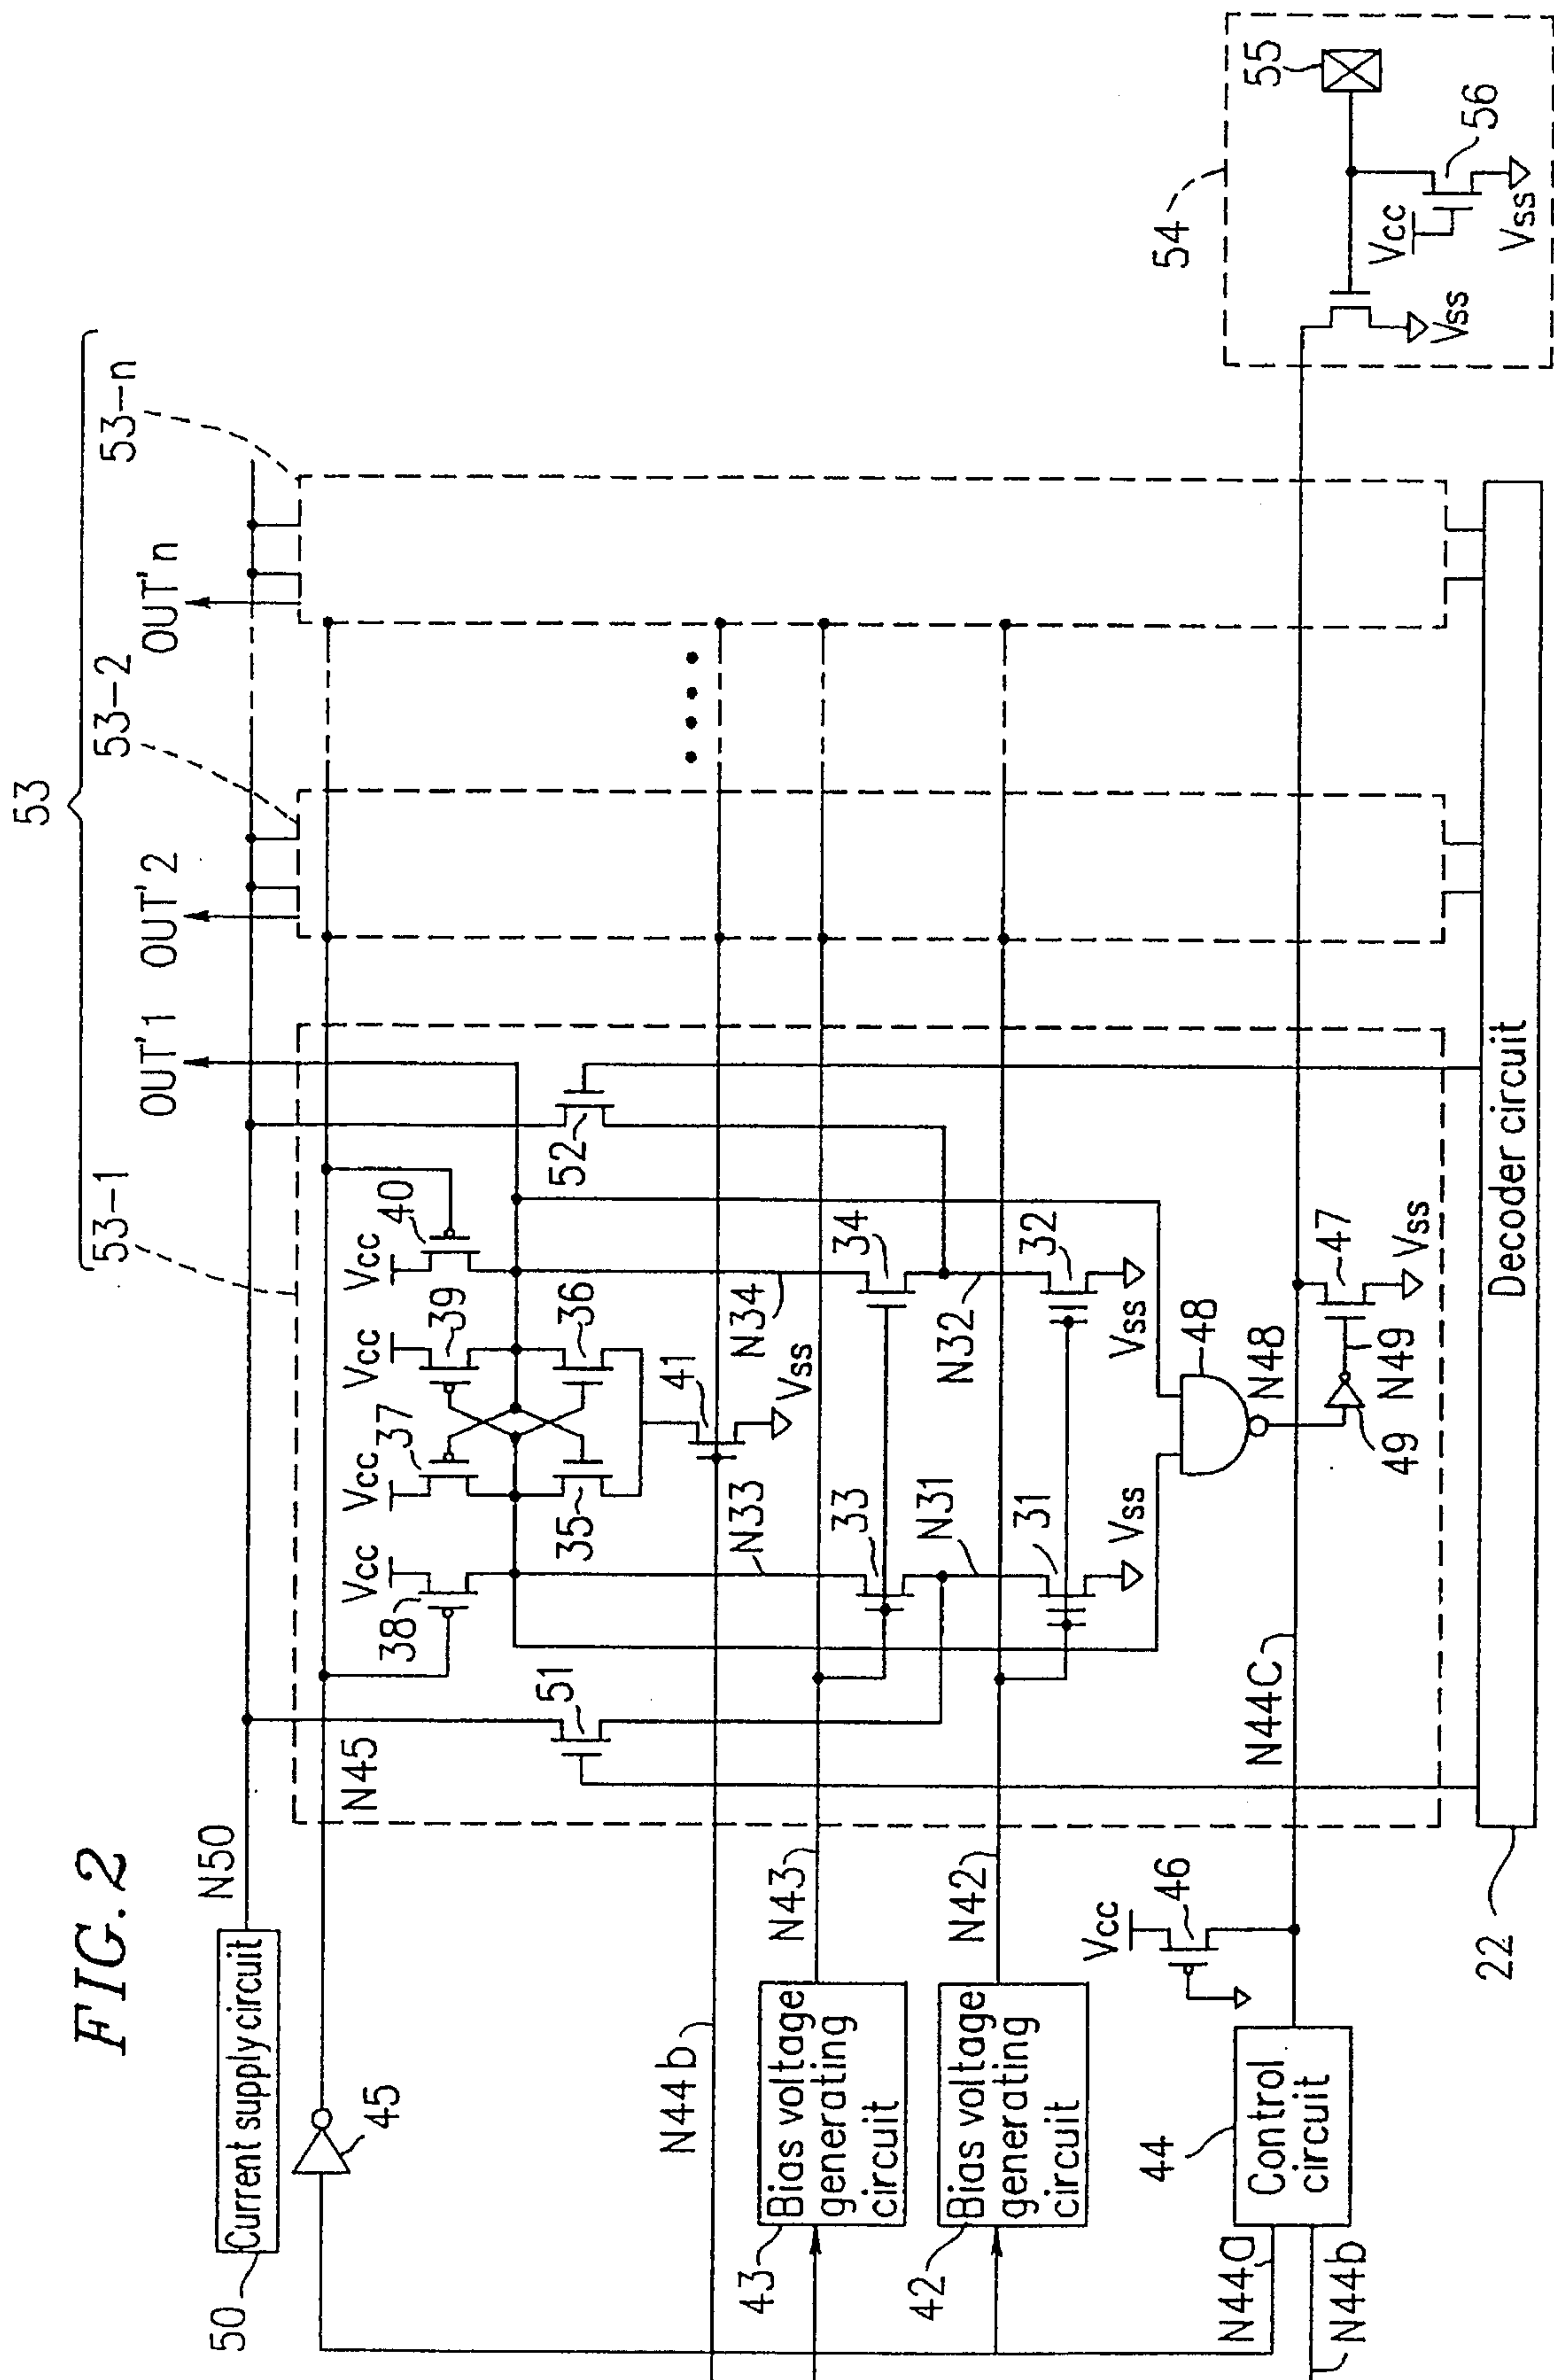 FIG. 2
53
53-1
53-2
53-n
OUT'1
OUT'2
OUT'n
50
Current supply circuit
N50
45
N45
Vcc
Vcc
Vcc
Vcc
38
37
39
40
35
36
51
52
41
Vss
N44b
N33
N34
43
Bias voltage
generating
circuit
N43
33
34
N31
N32
42
Bias voltage
generating
circuit
N42
31
32
Vss
Vss
48
N48
49
N49
47
Vss
Vcc
46
44
Control
circuit
N44a
N44b
N44C
22
Decoder circuit
54
55
56
Vcc
Vss
Vss